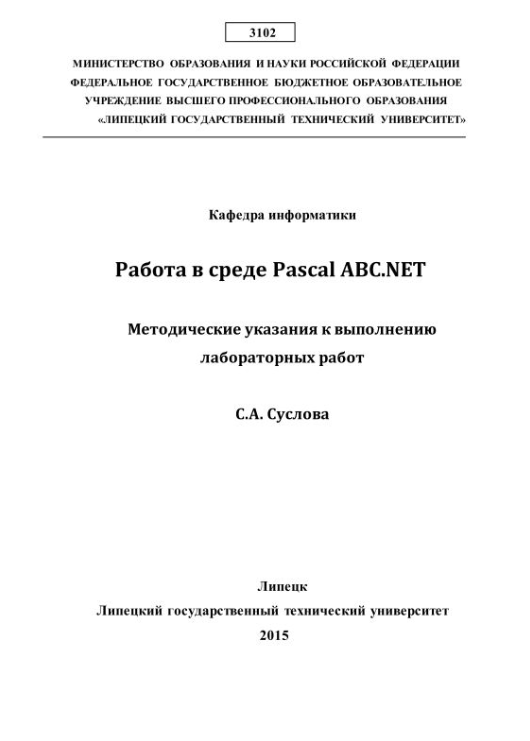 3102
МИНИСТЕРСТВО ОБРАЗОВАНИЯ И НАУКИ РОССИЙСКОЙ ФЕДЕРАЦИИ
ФЕДЕРАЛЬНОЕ ГОСУДАРСТВЕННОЕ БЮДЖЕТНОЕ ОБРАЗОВАТЕЛЬНОЕ
УЧРЕЖДЕНИЕ ВЫСШЕГО ПРОФЕССИОНАЛЬНОГО ОБРАЗОВАНИЯ
«ЛИПЕЦКИЙ ГОСУДАРСТВЕННЫЙ ТЕХНИЧЕСКИЙ УНИВЕРСИТЕТ»
Кафедра информатики
Работа в среде Pascal ABC.NET
Методические указания к выполнению
лабораторных работ
С.А. Суслова
Липецк
Липецкий государственный технический университет
2015